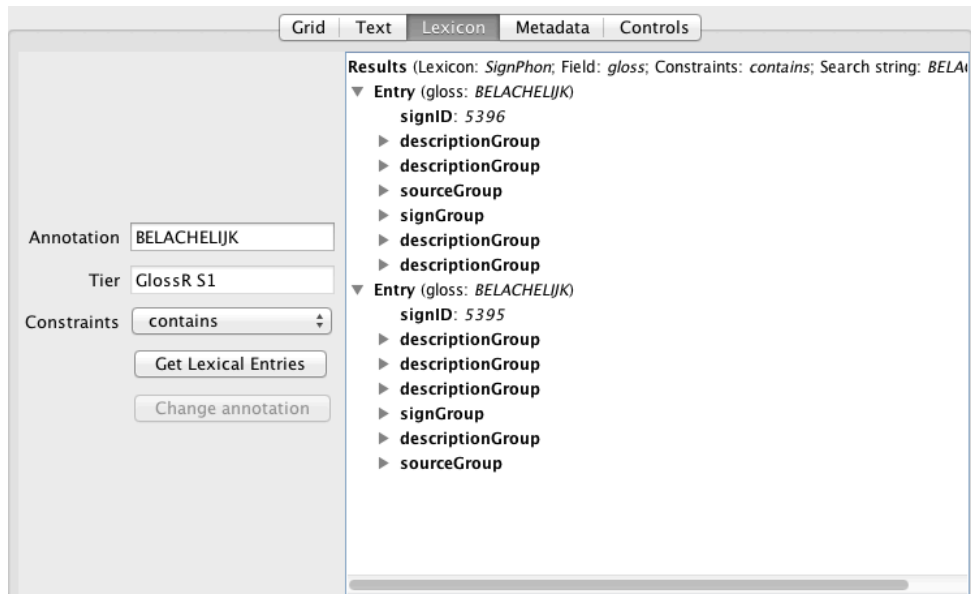 Grid Text Lexicon Metadata Controls
Annotation BELACHELIJK
Tier GlossR S1
Constraints contains
Get Lexical Entries
Change annotation
Results (Lexicon: SignPhon; Field: gloss; Constraints: contains; Search string:
Entry (gloss: BELACHELIJK)
signID: 5396
descriptionGroup
descriptionGroup
sourceGroup
signGroup
descriptionGroup
descriptionGroup
Entry (gloss: BELACHELIJK)
signID: 5395
descriptionGroup
descriptionGroup
descriptionGroup
signGroup
descriptionGroup
sourceGroup